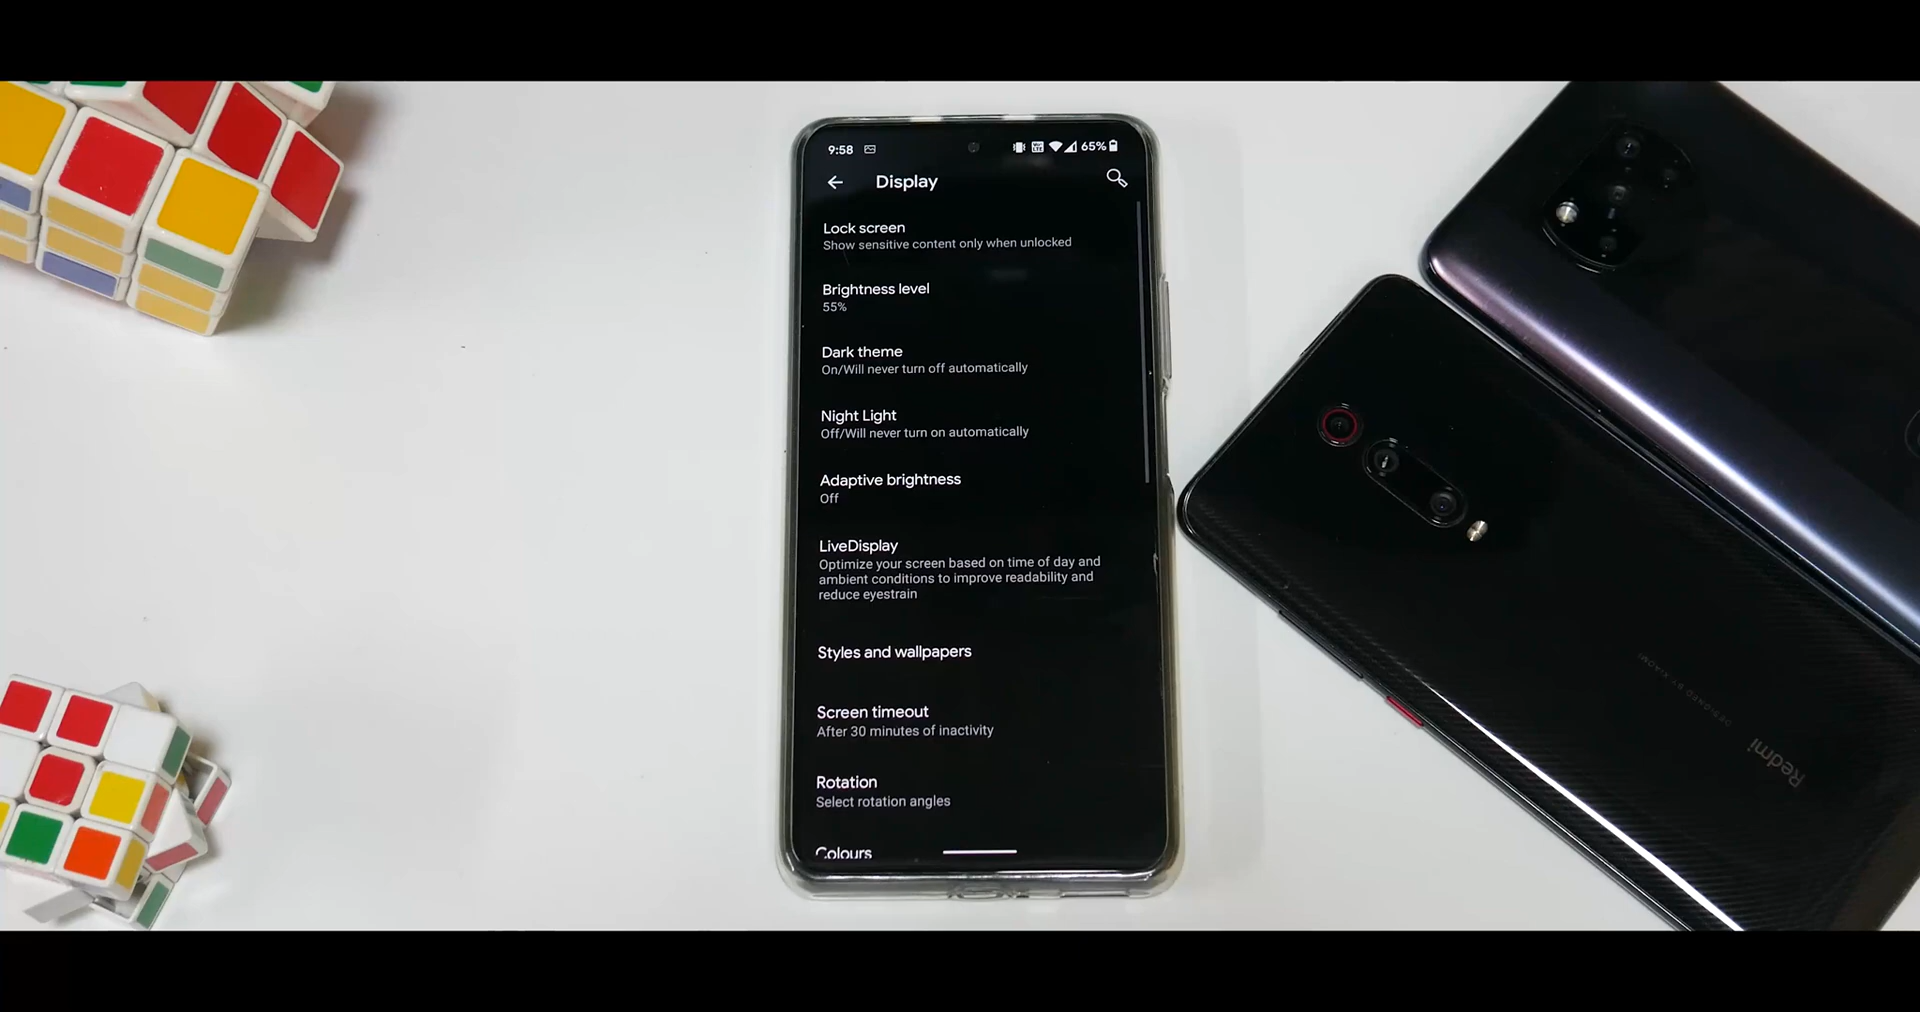 9:58
65%
Display
Lock screen
Show sensitive content only when unlocked
Brightness level
55%
Dark theme
On/Will never turn off automatically
Night Light
Off/Will never turn on automatically
Adaptive brightness
Off
LiveDisplay
Optimize your screen based on time of day and
ambient conditions to improve readability and
reduce eyestrain
Styles and wallpapers
Screen timeout
After 30 minutes of inactivity
Rotation
Select rotation angles
Colours
Redmi
DESIGNED BY XIAOMI